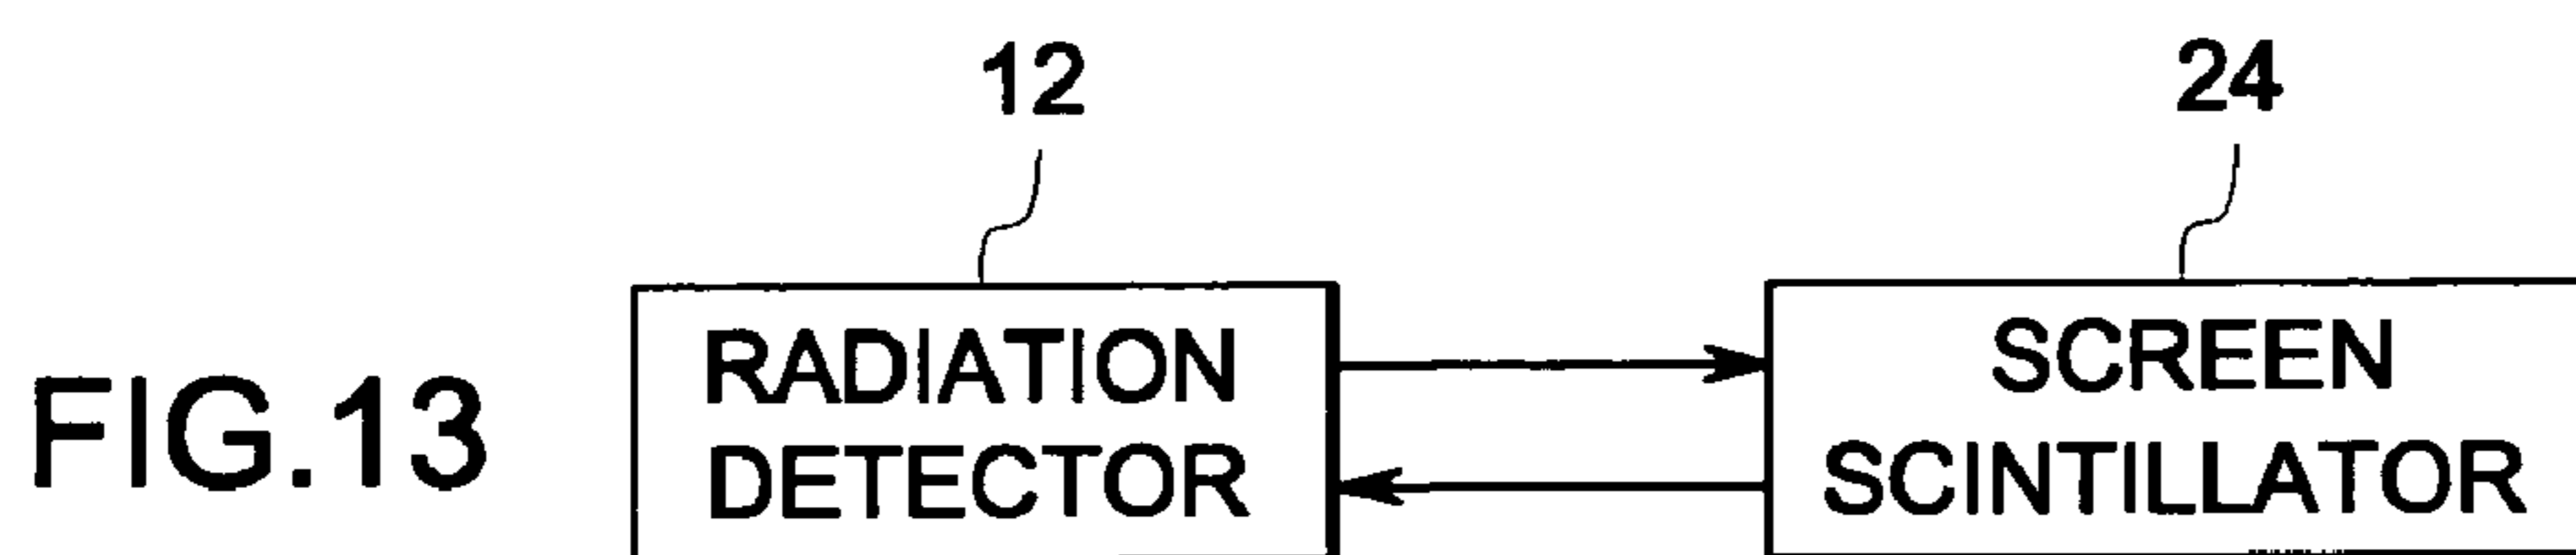 12
24
FIG.13
RADIATION
DETECTOR
SCREEN
SCINTILLATOR